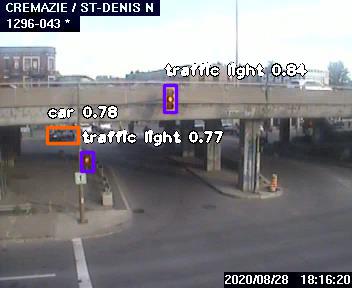 CREMAZIE / ST-DENIS N
1296-043 *
traffic light 0.84
car 0.78
traffic light 0.77
2020/08/28 18:16:20